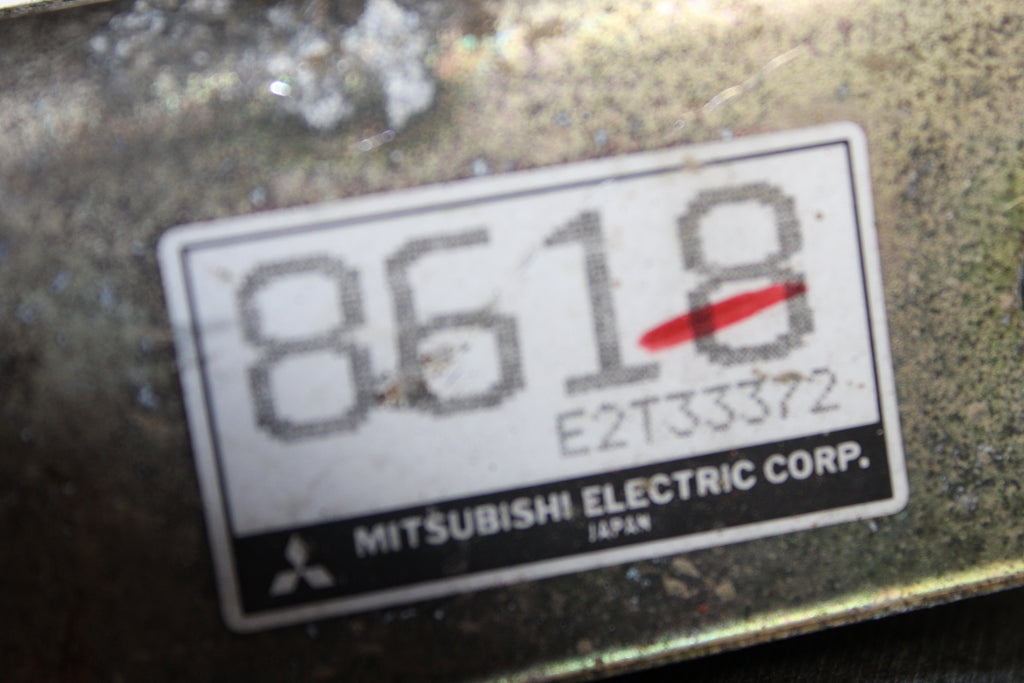 8618
E2T33372
MITSUBISHI ELECTRIC CORP.
JAPAN